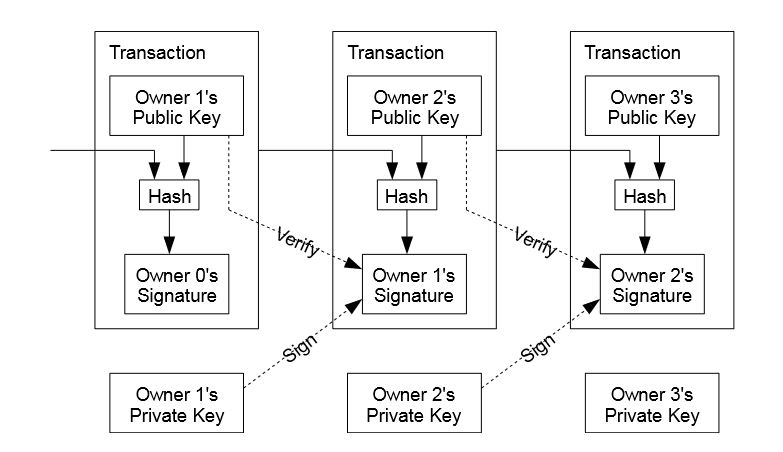 Transaction
Owner 1's
Public Key
Hash
Verify
Owner 0's
Signature
Transaction
Owner 2's
Public Key
Hash
Verify
Owner 1's
Signature
Transaction
Owner 3's
Public Key
Hash
Owner 2's
Signature
Sign
Sign
Owner 1's
Private Key
Owner 2's
Private Key
Owner 3's
Private Key